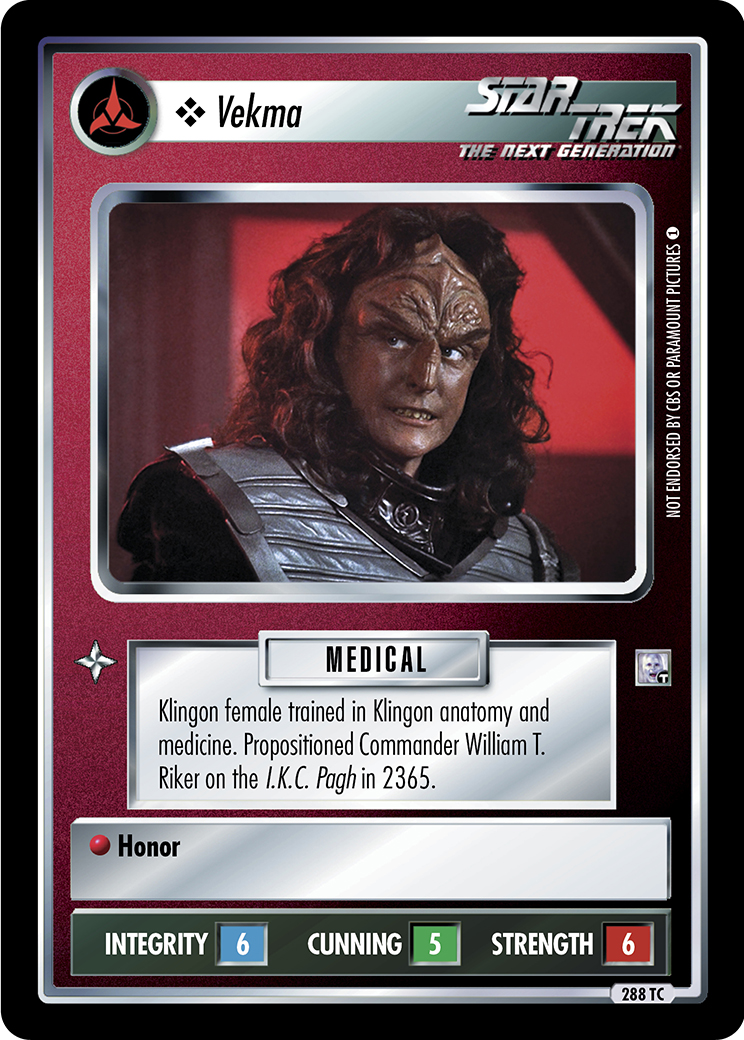 Vekma
STAR TREK
THE NEXT GENERATION
NOT ENDORSED BY CBS OR PARAMOUNT PICTURES 1
MEDICAL
Klingon female trained in Klingon anatomy and
medicine. Propositioned Commander William T.
Riker on the I.K.C. Pagh in 2365.
T
Honor
INTEGRITY 6 CUNNING 5 STRENGTH 6
288 TC